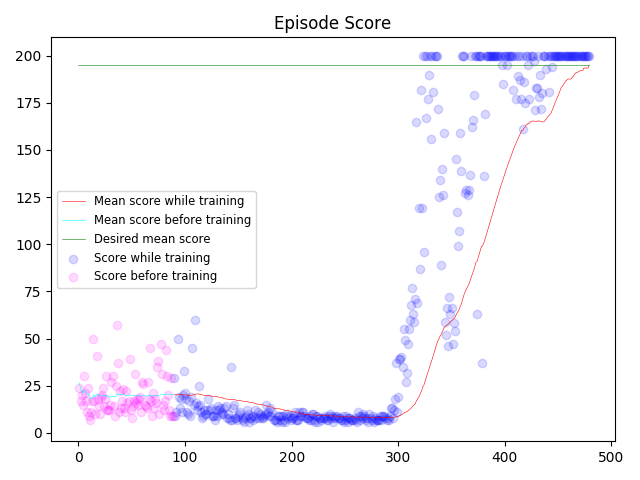 Episode Score
200
175
150
125
100
75
50
25
0
Mean score while training
Mean score before training
Desired mean score
Score while training
Score before training
0 100 200 300 400 500